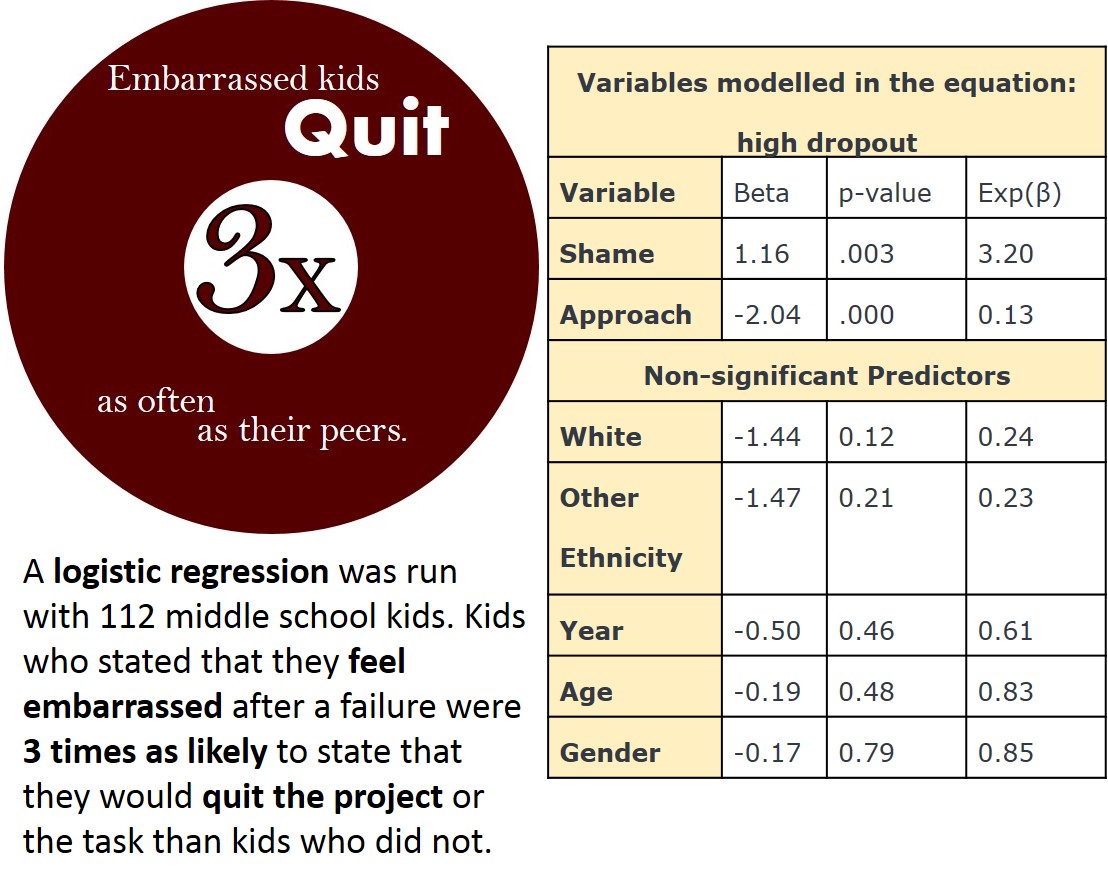 Embarrassed kids
Quit
3x
as often
as their peers.
A logistic regression was run
with 112 middle school kids. Kids
who stated that they feel
embarrassed after a failure were
3 times as likely to state that
they would quit the project or
the task than kids who did not.
Variables modelled in the equation:
high dropout
Variable Beta p-value Exp(β)
Shame 1.16 .003 3.20
Approach -2.04 .000 0.13
Non-significant Predictors
White -1.44 0.12 0.24
Other -1.47 0.21 0.23
Ethnicity
Year -0.50 0.46 0.61
Age -0.19 0.48 0.83
Gender -0.17 0.79 0.85